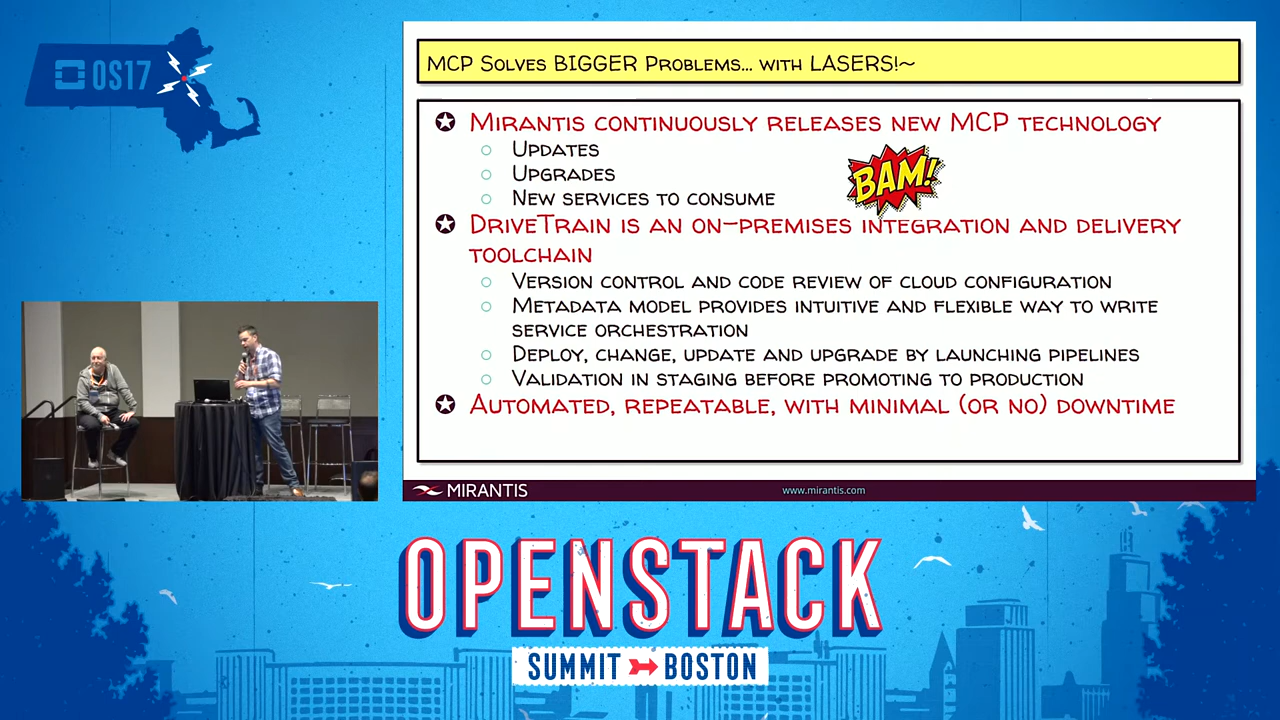 OS17
MCP Solves BIGGER Problems... with LASERS!~
Mirantis continuously releases new MCP technology
Updates
Upgrades
New services to consume
BAM!
DriveTrain is an on-premises integration and delivery
toolchain
Version control and code review of cloud configuration
Metadata model provides intuitive and flexible way to write
service orchestration
Deploy, change, update and upgrade by launching pipelines
Validation in staging before promoting to production
Automated, repeatable, with minimal (or no) downtime
MIRANTIS
www.mirantis.com
OPENSTACK
SUMMIT BOSTON